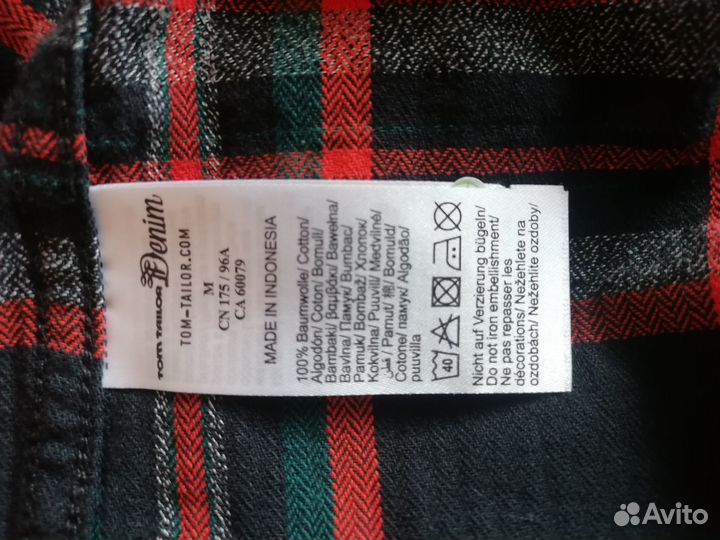 TOM TAILOR
Denim
TOM-TAILOR.COM
M
CN 175 / 96A
CA 60079
MADE IN INDONESIA
100% Baumwolle/ Cotton/
Algodón/ Coton/ Bomull/
Bambaki/ βαμβάκι/ Bawełna/
Bavlna/ Памук/ Bumbac/
Pamuk/ Bombaž/ Хлопок/
Kokvilna/ Puuvill/ Medvilnė/
قطن / Pamut/ 棉/ Bomuld/
Cotone/ памук/ Algodão/
puuvilla
40
Nicht auf Verzierung bügeln/
Do not iron embellishment/
Ne pas repasser les
décorations/ Nežehlete na
ozdobách/ Nežehlite ozdoby/
Avito